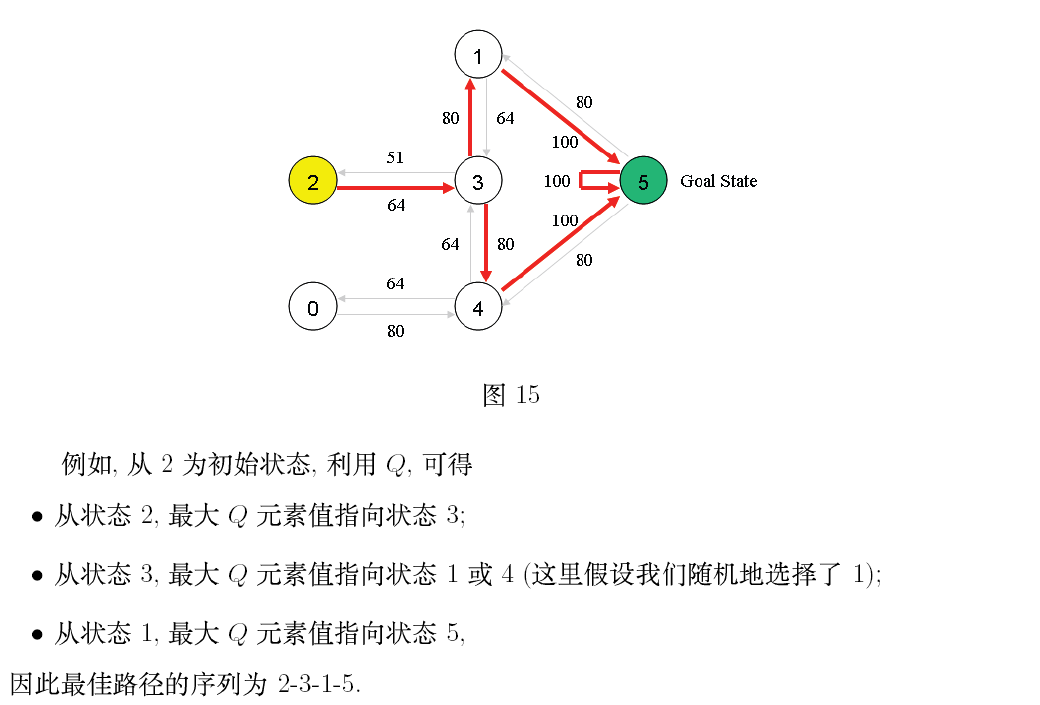 1
80
64
80
100
51
2
3
100
5
Goal State
64
100
64
80
80
64
0
4
80
图 15
例如, 从 2 为初始状态, 利用 Q, 可得
• 从状态 2, 最大 Q 元素值指向状态 3;
• 从状态 3, 最大 Q 元素值指向状态 1 或 4 (这里假设我们随机地选择了 1);
• 从状态 1, 最大 Q 元素值指向状态 5,
因此最佳路径的序列为 2-3-1-5.